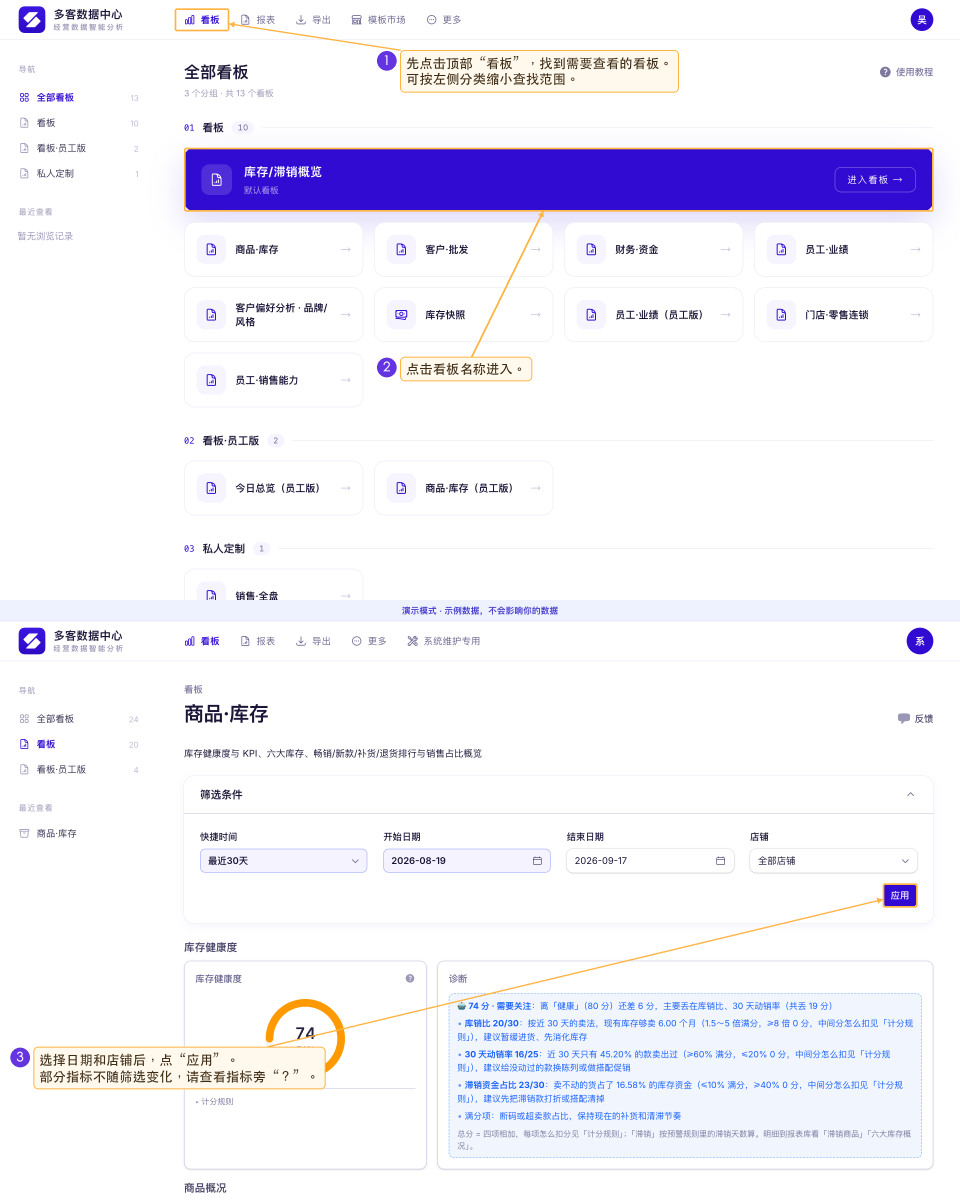 多客数据中心
经营数据智能分析
看板
报表
导出
模板市场
更多
吴
1
先点击顶部“看板”，找到需要查看的看板。
可按左侧分类缩小查找范围。
导航
全部看板 13
看板 10
看板·员工版 2
私人定制 1
最近查看
暂无浏览记录
全部看板
3 个分组 · 共 13 个看板
使用教程
01 看板 10
库存/滞销概览
默认看板
进入看板 →
商品·库存 →
客户·批发 →
财务·资金 →
员工·业绩 →
客户偏好分析 · 品牌/
风格 →
库存快照 →
员工·业绩（员工版） →
门店·零售连锁 →
员工·销售能力 →
2
点击看板名称进入。
02 看板·员工版 2
今日总览（员工版） →
商品·库存（员工版） →
03 私人定制 1
销售·全盘 →
演示模式 · 示例数据，不会影响你的数据
多客数据中心
经营数据智能分析
看板
报表
导出
更多
系统维护专用
系
导航
全部看板 24
看板 20
看板·员工版 4
最近查看
商品·库存
看板
商品·库存
反馈
库存健康度与 KPI、六大库存、畅销/新款/补货/退货排行与销售占比概览
筛选条件
快捷时间
开始日期
结束日期
店铺
最近30天
2026-08-19
2026-09-17
全部店铺
应用
库存健康度
库存健康度
?
74
3
选择日期和店铺后，点“应用”。
部分指标不随筛选变化，请查看指标旁“？”。
• 计分规则
诊断
74 分 · 需要关注：离「健康」（80 分）还差 6 分，主要丢在库销比、30 天动销率（共丢 19 分）
• 库销比 20/30：按近 30 天的卖法，现有库存够卖 6.00 个月（1.5～5 倍满分，≥8 倍 0 分，中间分怎么扣见「计分规
则」），建议暂缓进货、先消化库存
• 30 天动销率 16/25：近 30 天只有 45.20% 的款卖出过（≥60% 满分，≤20% 0 分，中间分怎么扣见「计分规
则」），建议给没动过的款换陈列或做搭配促销
• 滞销资金占比 23/30：卖不动的货占了 16.58% 的库存资金（≤10% 满分，≥40% 0 分，中间分怎么扣见「计分规
则」），建议先把滞销款打折或搭配清掉
• 满分项：断码或超卖款占比，保持现在的补货和清滞节奏
总分 = 四项相加，每项怎么扣分见「计分规则」；「滞销」按预警规则里的滞销天数算。明细到报表库看「滞销商品」「六大库存概
况」。
商品概况